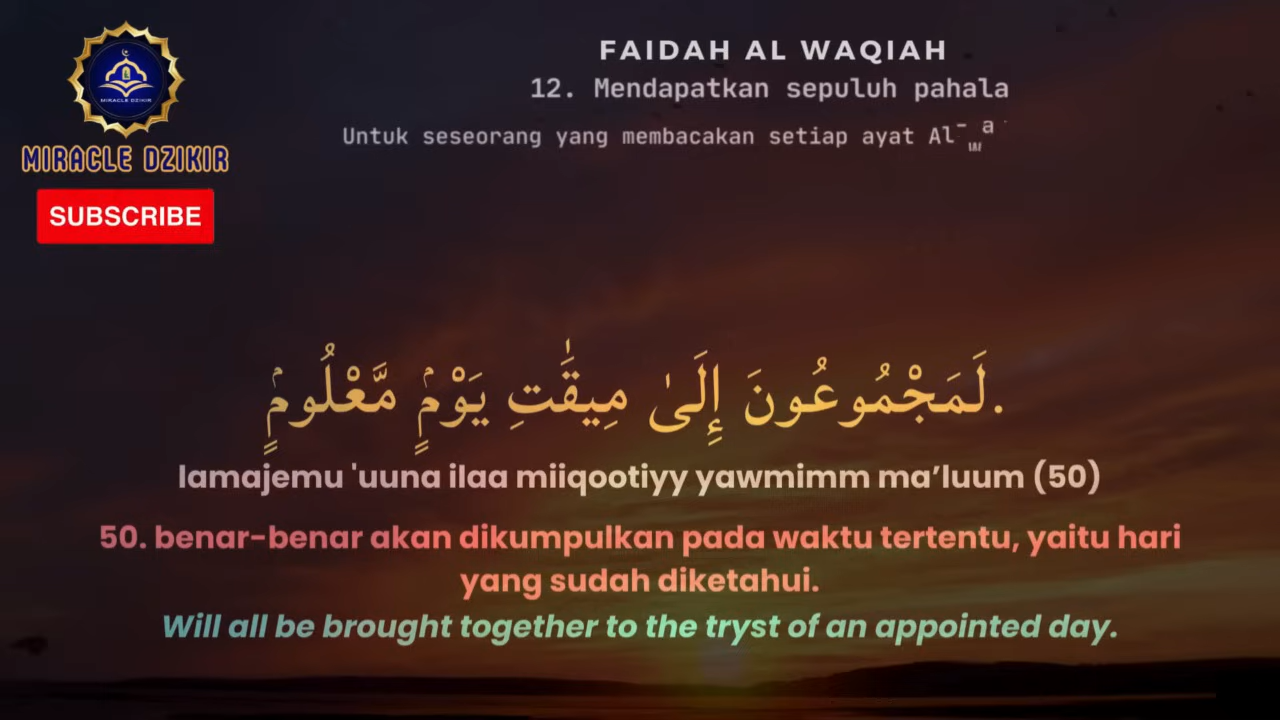 FAIDAH AL WAQIAH
12. Mendapatkan sepuluh pahala
Untuk seseorang yang membacakan setiap ayat
MIRACLE DZIKIR
MIRACLE DZIKIR
SUBSCRIBE
لَمَجْمُوعُونَ إِلَىٰ مِيقَٰتِ يَوْمٍۢ مَّعْلُومٍۢ.
lamajemu 'uuna ilaa miiqootiyy yawmimm ma’luum (50)
50. benar-benar akan dikumpulkan pada waktu tertentu, yaitu hari
yang sudah diketahui.
Will all be brought together to the tryst of an appointed day.